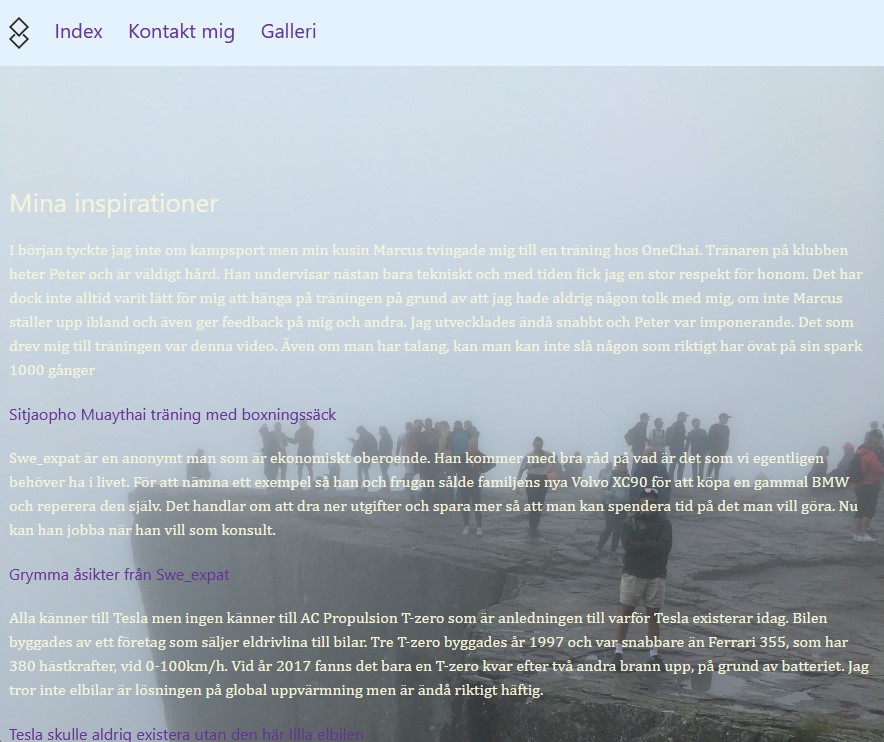 Index Kontakt mig Galleri
Mina inspirationer
I början tyckte jag inte om kampsport men min kusin Marcus tvingade mig till en träning hos OneChai. Tränaren på klubben
heter Peter och är väldigt hård. Han undervisar nästan bara tekniskt och med tiden fick jag en stor respekt för honom. Det har
dock inte alltid varit lätt för mig att hänga på träningen på grund av att jag hade aldrig någon tolk med mig, om inte Marcus
ställer upp ibland och även ger feedback på mig och andra. Jag utvecklades ändå snabbt och Peter var imponerande. Det som
drev mig till träningen var denna video. Även om man har talang, kan man kan inte slå någon som riktigt har övat på sin spark
1000 gånger
Sitjaopho Muaythai träning med boxningssäck
Swe_expat är en anonymt man som är ekonomiskt oberoende. Han kommer med bra råd på vad är det som vi egentligen
behöver ha i livet. För att nämna ett exempel så han och frugan sålde familjens nya Volvo XC90 för att köpa en gammal BMW
och reperera den själv. Det handlar om att dra ner utgifter och spara mer så att man kan spendera tid på det man vill göra. Nu
kan han jobba när han vill som konsult.
Grymma åsikter från Swe_expat
Alla känner till Tesla men ingen känner till AC Propulsion T-zero som är anledningen till varför Tesla existerar idag. Bilen
byggades av ett företag som säljer eldrivlina till bilar. Tre T-zero byggades år 1997 och var snabbare än Ferrari 355, som har
380 hästkrafter, vid 0-100km/h. Vid år 2017 fanns det bara en T-zero kvar efter två andra brann upp, på grund av batteriet. Jag
tror inte elbilar är lösningen på global uppvärmning men är ändå riktigt häftig.
Tesla skulle aldrig existera utan den här lilla elbilen